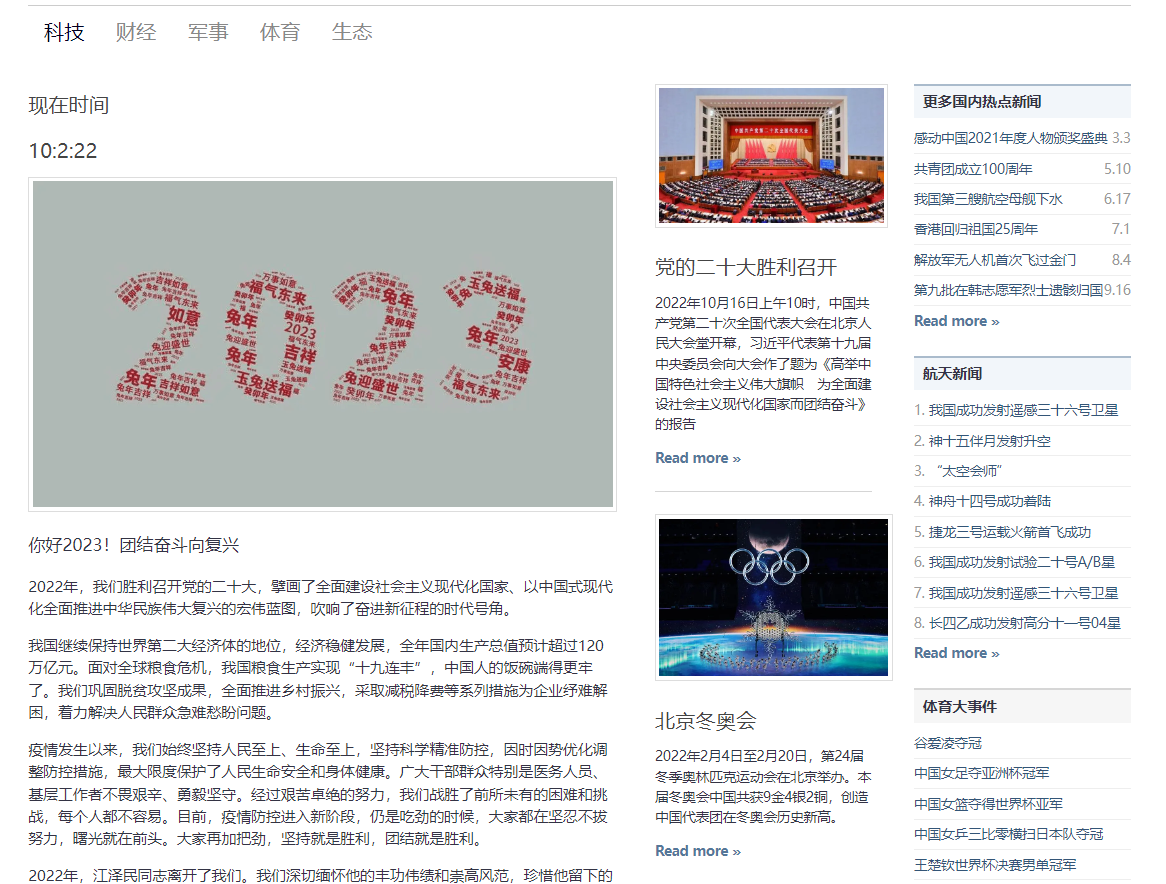 科技 财经 军事 体育 生态
现在时间
10:2:22
你好2023！团结奋斗向复兴
2022年，我们胜利召开党的二十大，擘画了全面建设社会主义现代化国家、以中国式现代
化全面推进中华民族伟大复兴的宏伟蓝图，吹响了奋进新征程的时代号角。
我国继续保持世界第二大经济体的地位，经济稳健发展，全年国内生产总值预计超过120
万亿元。面对全球粮食危机，我国粮食生产实现“十九连丰”，中国人的饭碗端得更牢
了。我们巩固脱贫攻坚成果，全面推进乡村振兴，采取减税降费等系列措施为企业纾难解
困，着力解决人民群众急难愁盼问题。
疫情发生以来，我们始终坚持人民至上、生命至上，坚持科学精准防控，因时因势优化调
整防控措施，最大限度保护了人民生命安全和身体健康。广大干部群众特别是医务人员、
基层工作者不畏艰辛、勇毅坚守。经过艰苦卓绝的努力，我们战胜了前所未有的困难和挑
战，每个人都不容易。目前，疫情防控进入新阶段，仍是吃劲的时候，大家都在坚忍不拔
努力，曙光就在前头。大家再加把劲，坚持就是胜利，团结就是胜利。
2022年，江泽民同志离开了我们。我们深切缅怀他的丰功伟绩和崇高风范，珍惜他留下的
中国共产党第二十次全国代表大会
党的二十大胜利召开
2022年10月16日上午10时，中国共
产党第二十次全国代表大会在北京人
民大会堂开幕，习近平代表第十九届
中央委员会向大会作了题为《高举中
国特色社会主义伟大旗帜　为全面建
设社会主义现代化国家而团结奋斗》
的报告
Read more »
北京冬奥会
2022年2月4日至2月20日，第24届
冬季奥林匹克运动会在北京举办。本
届冬奥会中国共获9金4银2铜，创造
中国代表团在冬奥会历史新高。
Read more »
更多国内热点新闻
感动中国2021年度人物颁奖盛典 3.3
共青团成立100周年 5.10
我国第三艘航空母舰下水 6.17
香港回归祖国25周年 7.1
解放军无人机首次飞过金门 8.4
第九批在韩志愿军烈士遗骸归国 9.16
Read more »
航天新闻
1. 我国成功发射遥感三十六号卫星
2. 神十五伴月发射升空
3. “太空会师”
4. 神舟十四号成功着陆
5. 捷龙三号运载火箭首飞成功
6. 我国成功发射试验二十号A/B星
7. 我国成功发射遥感三十六号卫星
8. 长四乙成功发射高分十一号04星
Read more »
体育大事件
谷爱凌夺冠
中国女足夺亚洲杯冠军
中国女篮夺得世界杯亚军
中国女乒三比零横扫日本队夺冠
王楚钦世界杯决赛男单冠军